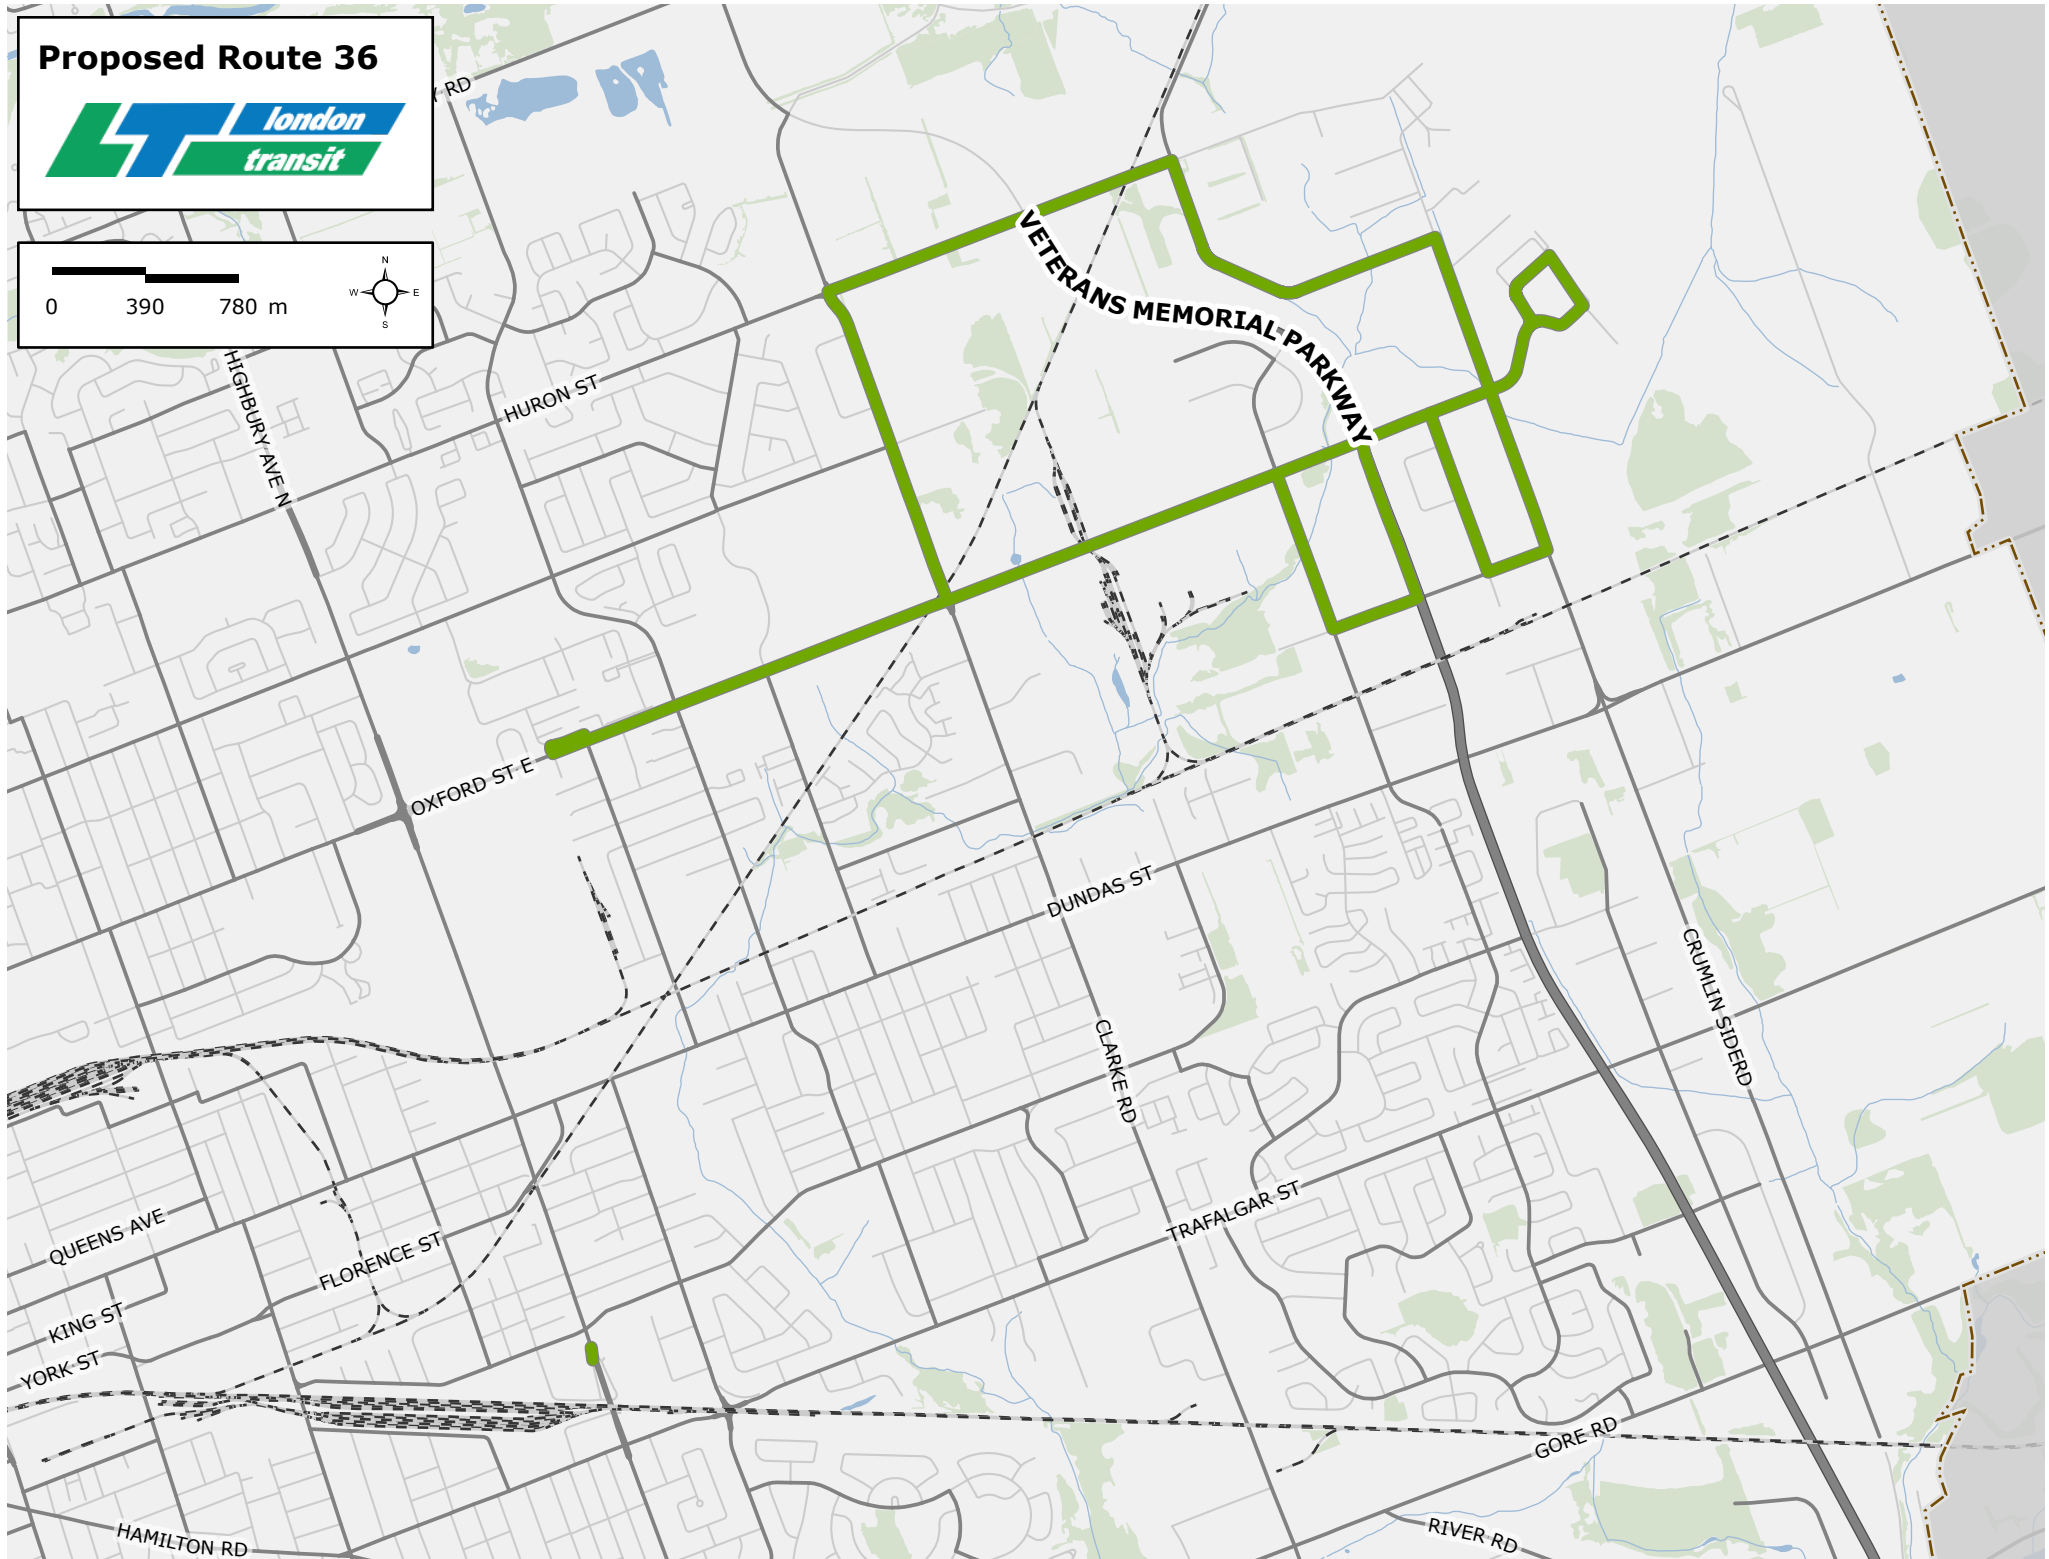 Proposed Route 36
london
transit
Y RD
0 390 780 m
N
W E
S
VETERANS MEMORIAL PARKWAY
HIGHBURY AVE N
HURON ST
OXFORD ST E
DUNDAS ST
CRUMLIN SIDERD
CLARKE RD
TRAFALGAR ST
QUEENS AVE
FLORENCE ST
KING ST
YORK ST
GORE RD
HAMILTON RD
RIVER RD